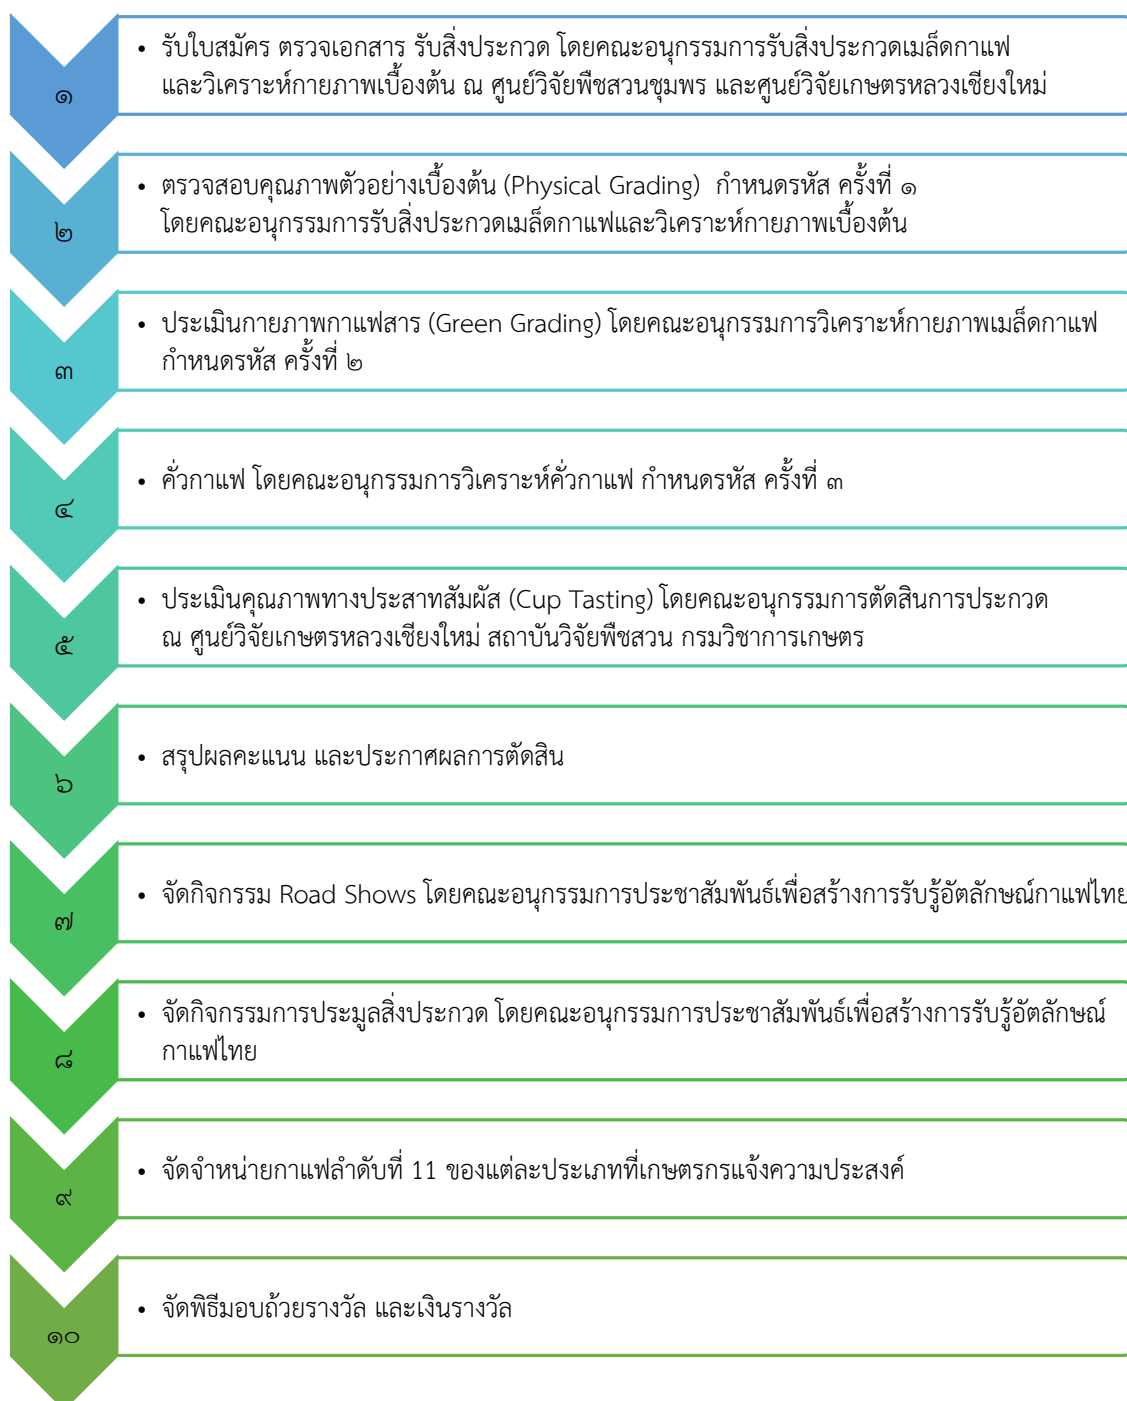 ๑
• รับใบสมัคร ตรวจเอกสาร รับสิ่งประกวด โดยคณะอนุกรรมการรับสิ่งประกวดเมล็ดกาแฟ
และวิเคราะห์กายภาพเบื้องต้น ณ ศูนย์วิจัยพืชสวนชุมพร และศูนย์วิจัยเกษตรหลวงเชียงใหม่
๒
• ตรวจสอบคุณภาพตัวอย่างเบื้องต้น (Physical Grading) กำหนดรหัส ครั้งที่ ๑
โดยคณะอนุกรรมการรับสิ่งประกวดเมล็ดกาแฟและวิเคราะห์กายภาพเบื้องต้น
๓
• ประเมินกายภาพกาแฟสาร (Green Grading) โดยคณะอนุกรรมการวิเคราะห์กายภาพเมล็ดกาแฟ
กำหนดรหัส ครั้งที่ ๒
๔
• คั่วกาแฟ โดยคณะอนุกรรมการวิเคราะห์คั่วกาแฟ กำหนดรหัส ครั้งที่ ๓
๕
• ประเมินคุณภาพทางประสาทสัมผัส (Cup Tasting) โดยคณะอนุกรรมการตัดสินการประกวด
ณ ศูนย์วิจัยเกษตรหลวงเชียงใหม่ สถาบันวิจัยพืชสวน กรมวิชาการเกษตร
๖
• สรุปผลคะแนน และประกาศผลการตัดสิน
๗
• จัดกิจกรรม Road Shows โดยคณะอนุกรรมการประชาสัมพันธ์เพื่อสร้างการรับรู้อัตลักษณ์กาแฟไทย
๘
• จัดกิจกรรมการประมูลสิ่งประกวด โดยคณะอนุกรรมการประชาสัมพันธ์เพื่อสร้างการรับรู้อัตลักษณ์
กาแฟไทย
๙
• จัดจำหน่ายกาแฟลำดับที่ 11 ของแต่ละประเภทที่เกษตรกรแจ้งความประสงค์
๑๐
• จัดพิธีมอบถ้วยรางวัล และเงินรางวัล